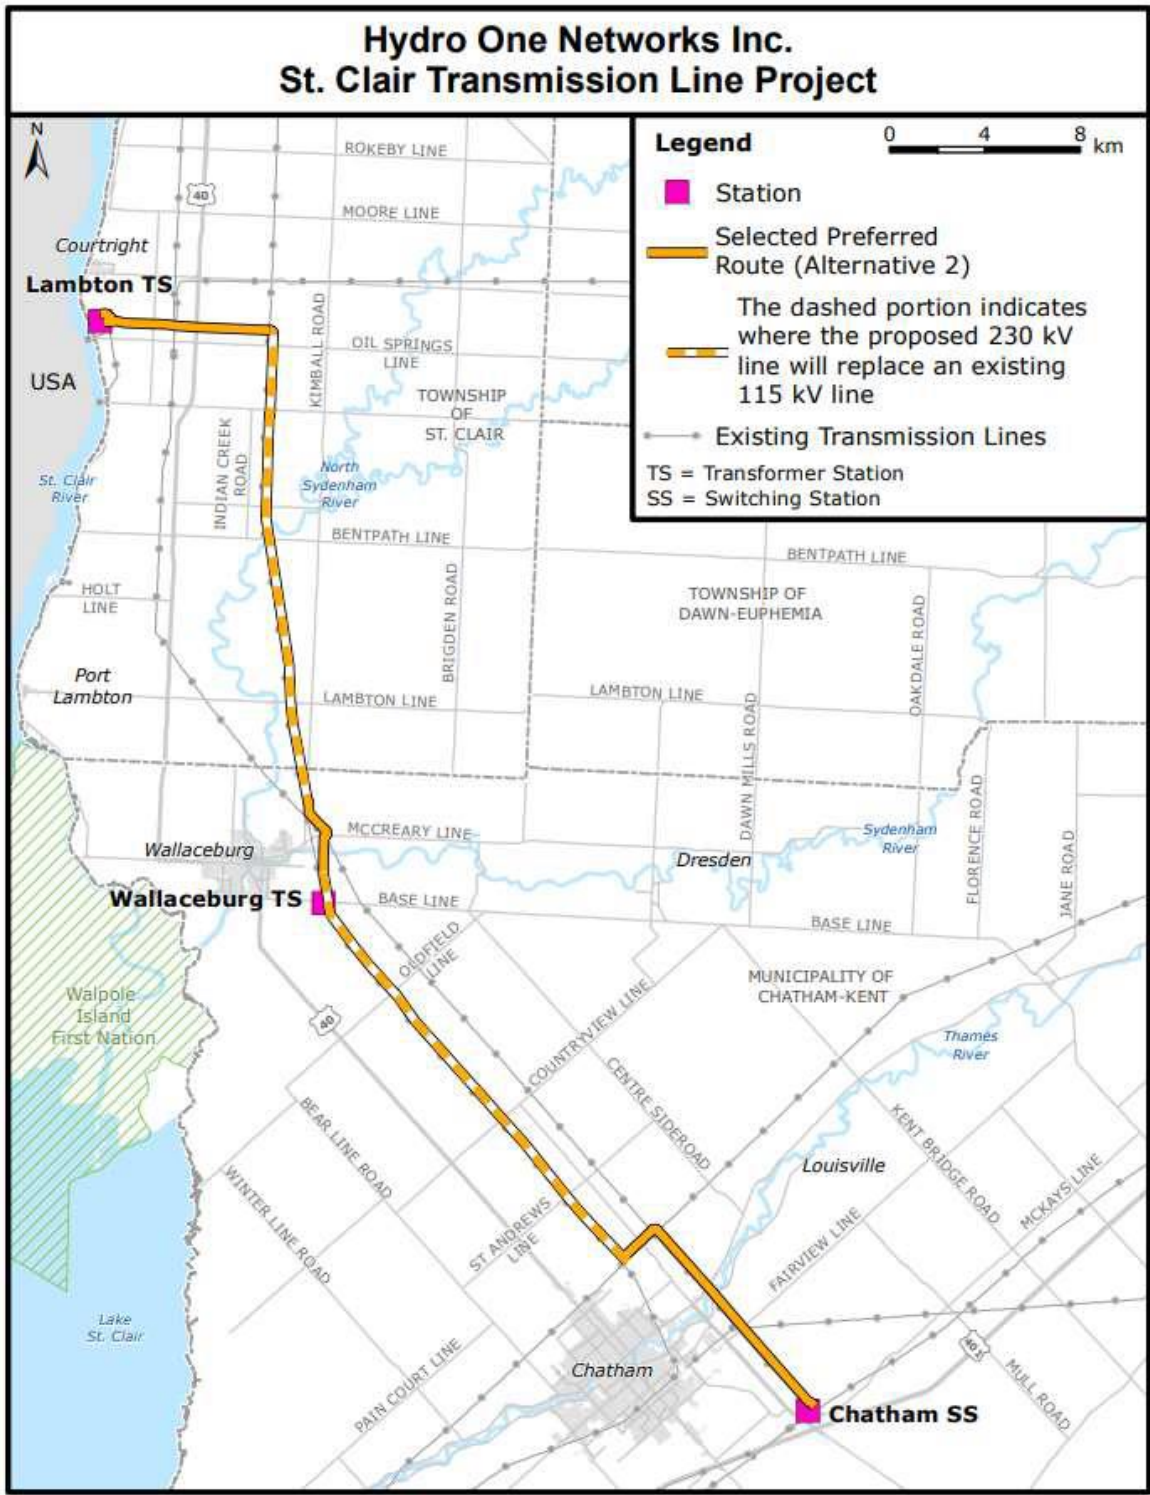 Hydro One Networks Inc.
St. Clair Transmission Line Project
N
Legend
0 4 8 km
Station
Selected Preferred
Route (Alternative 2)
The dashed portion indicates
where the proposed 230 kV
line will replace an existing
115 kV line
Existing Transmission Lines
TS = Transformer Station
SS = Switching Station
ROKEBY LINE
40
MOORE LINE
Courtright
Lambton TS
KIMBALL ROAD
OIL SPRINGS
LINE
USA
TOWNSHIP
OF
ST. CLAIR
INDIAN CREEK
ROAD
North
Sydenham
River
St. Clair
River
BENTPATH LINE
BENTPATH LINE
HOLT
LINE
BRIGDEN ROAD
TOWNSHIP OF
DAWN-EUPHEMIA
OAKDALE ROAD
Port
Lambton
LAMBTON LINE
LAMBTON LINE
DAWN MILLS ROAD
FLORENCE ROAD
JANE ROAD
MCCREARY LINE
Sydenham
River
Wallaceburg
Dresden
Wallaceburg TS
BASE LINE
BASE LINE
OLDFIELD
LINE
MUNICIPALITY OF
CHATHAM-KENT
Walpole
Island
First Nation
40
COUNTRYVIEW LINE
Thames
River
CENTRE SIDEROAD
BEAR LINE ROAD
KENT BRIDGE ROAD
Louisville
MCKAYS LINE
WINTER LINE ROAD
ST ANDREWS
LINE
FAIRVIEW LINE
Lake
St. Clair
401
PAIN COURT LINE
Chatham
MULL ROAD
Chatham SS